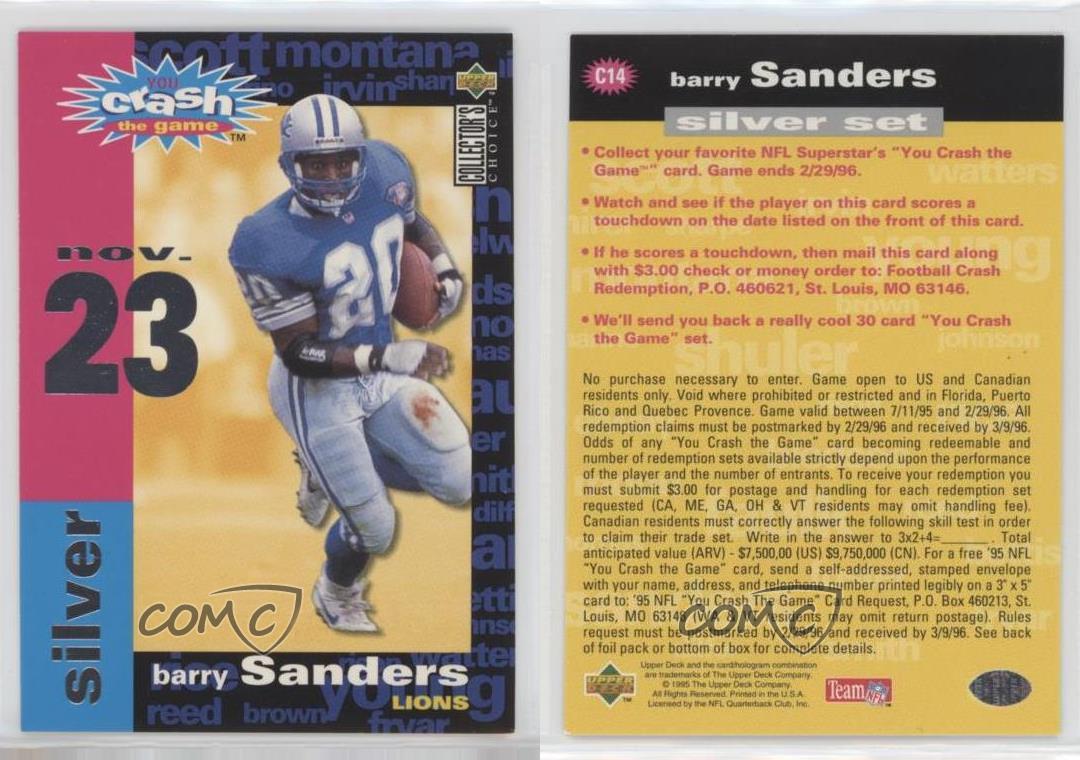 scott montana
irvin
sharp
YOU
crash
the game
TM
UPPER DECK
COLLECTOR'S
CHOICE
nov.
23
20
silver
COMC
barry Sanders
LIONS
rice
young
reed brown
fryar
C14
barry Sanders
silver set
• Collect your favorite NFL Superstar's "You Crash the
Game™" card. Game ends 2/29/96.
• Watch and see if the player on this card scores a
touchdown on the date listed on the front of this card.
• If he scores a touchdown, then mail this card along
with $3.00 check or money order to: Football Crash
Redemption, P.O. 460621, St. Louis, MO 63146.
• We'll send you back a really cool 30 card "You Crash
the Game" set.
No purchase necessary to enter. Game open to US and Canadian
residents only. Void where prohibited or restricted and in Florida, Puerto
Rico and Quebec Provence. Game valid between 7/11/95 and 2/29/96. All
redemption claims must be postmarked by 2/29/96 and received by 3/9/96.
Odds of any "You Crash the Game" card becoming redeemable and
number of redemption sets available strictly depend upon the performance
of the player and the number of entrants. To receive your redemption you
must submit $3.00 for postage and handling for each redemption set
requested (CA, ME, GA, OH & VT residents may omit handling fee).
Canadian residents must correctly answer the following skill test in order
to claim their trade set. Write in the answer to 3x2+4=______. Total
anticipated value (ARV) - $7,500,00 (US) $9,750,000 (CN). For a free '95 NFL
"You Crash the Game" card, send a self-addressed, stamped envelope
with your name, address, and telephone number printed legibly on a 3" x 5"
card to: '95 NFL "You Crash The Game" Card Request, P.O. Box 460213, St.
Louis, MO 63146 (WA & residents may omit return postage). Rules
request must be postmarked by 2/29/96 and received by 3/9/96. See back
of foil pack or bottom of box for complete details.
COMC
UPPER DECK
TM
Upper Deck and the card/hologram combination
are trademarks of The Upper Deck Company.
© 1995 The Upper Deck Company.
All Rights Reserved. Printed in the U.S.A.
Licensed by the NFL Quarterback Club, Inc.
Team NFL